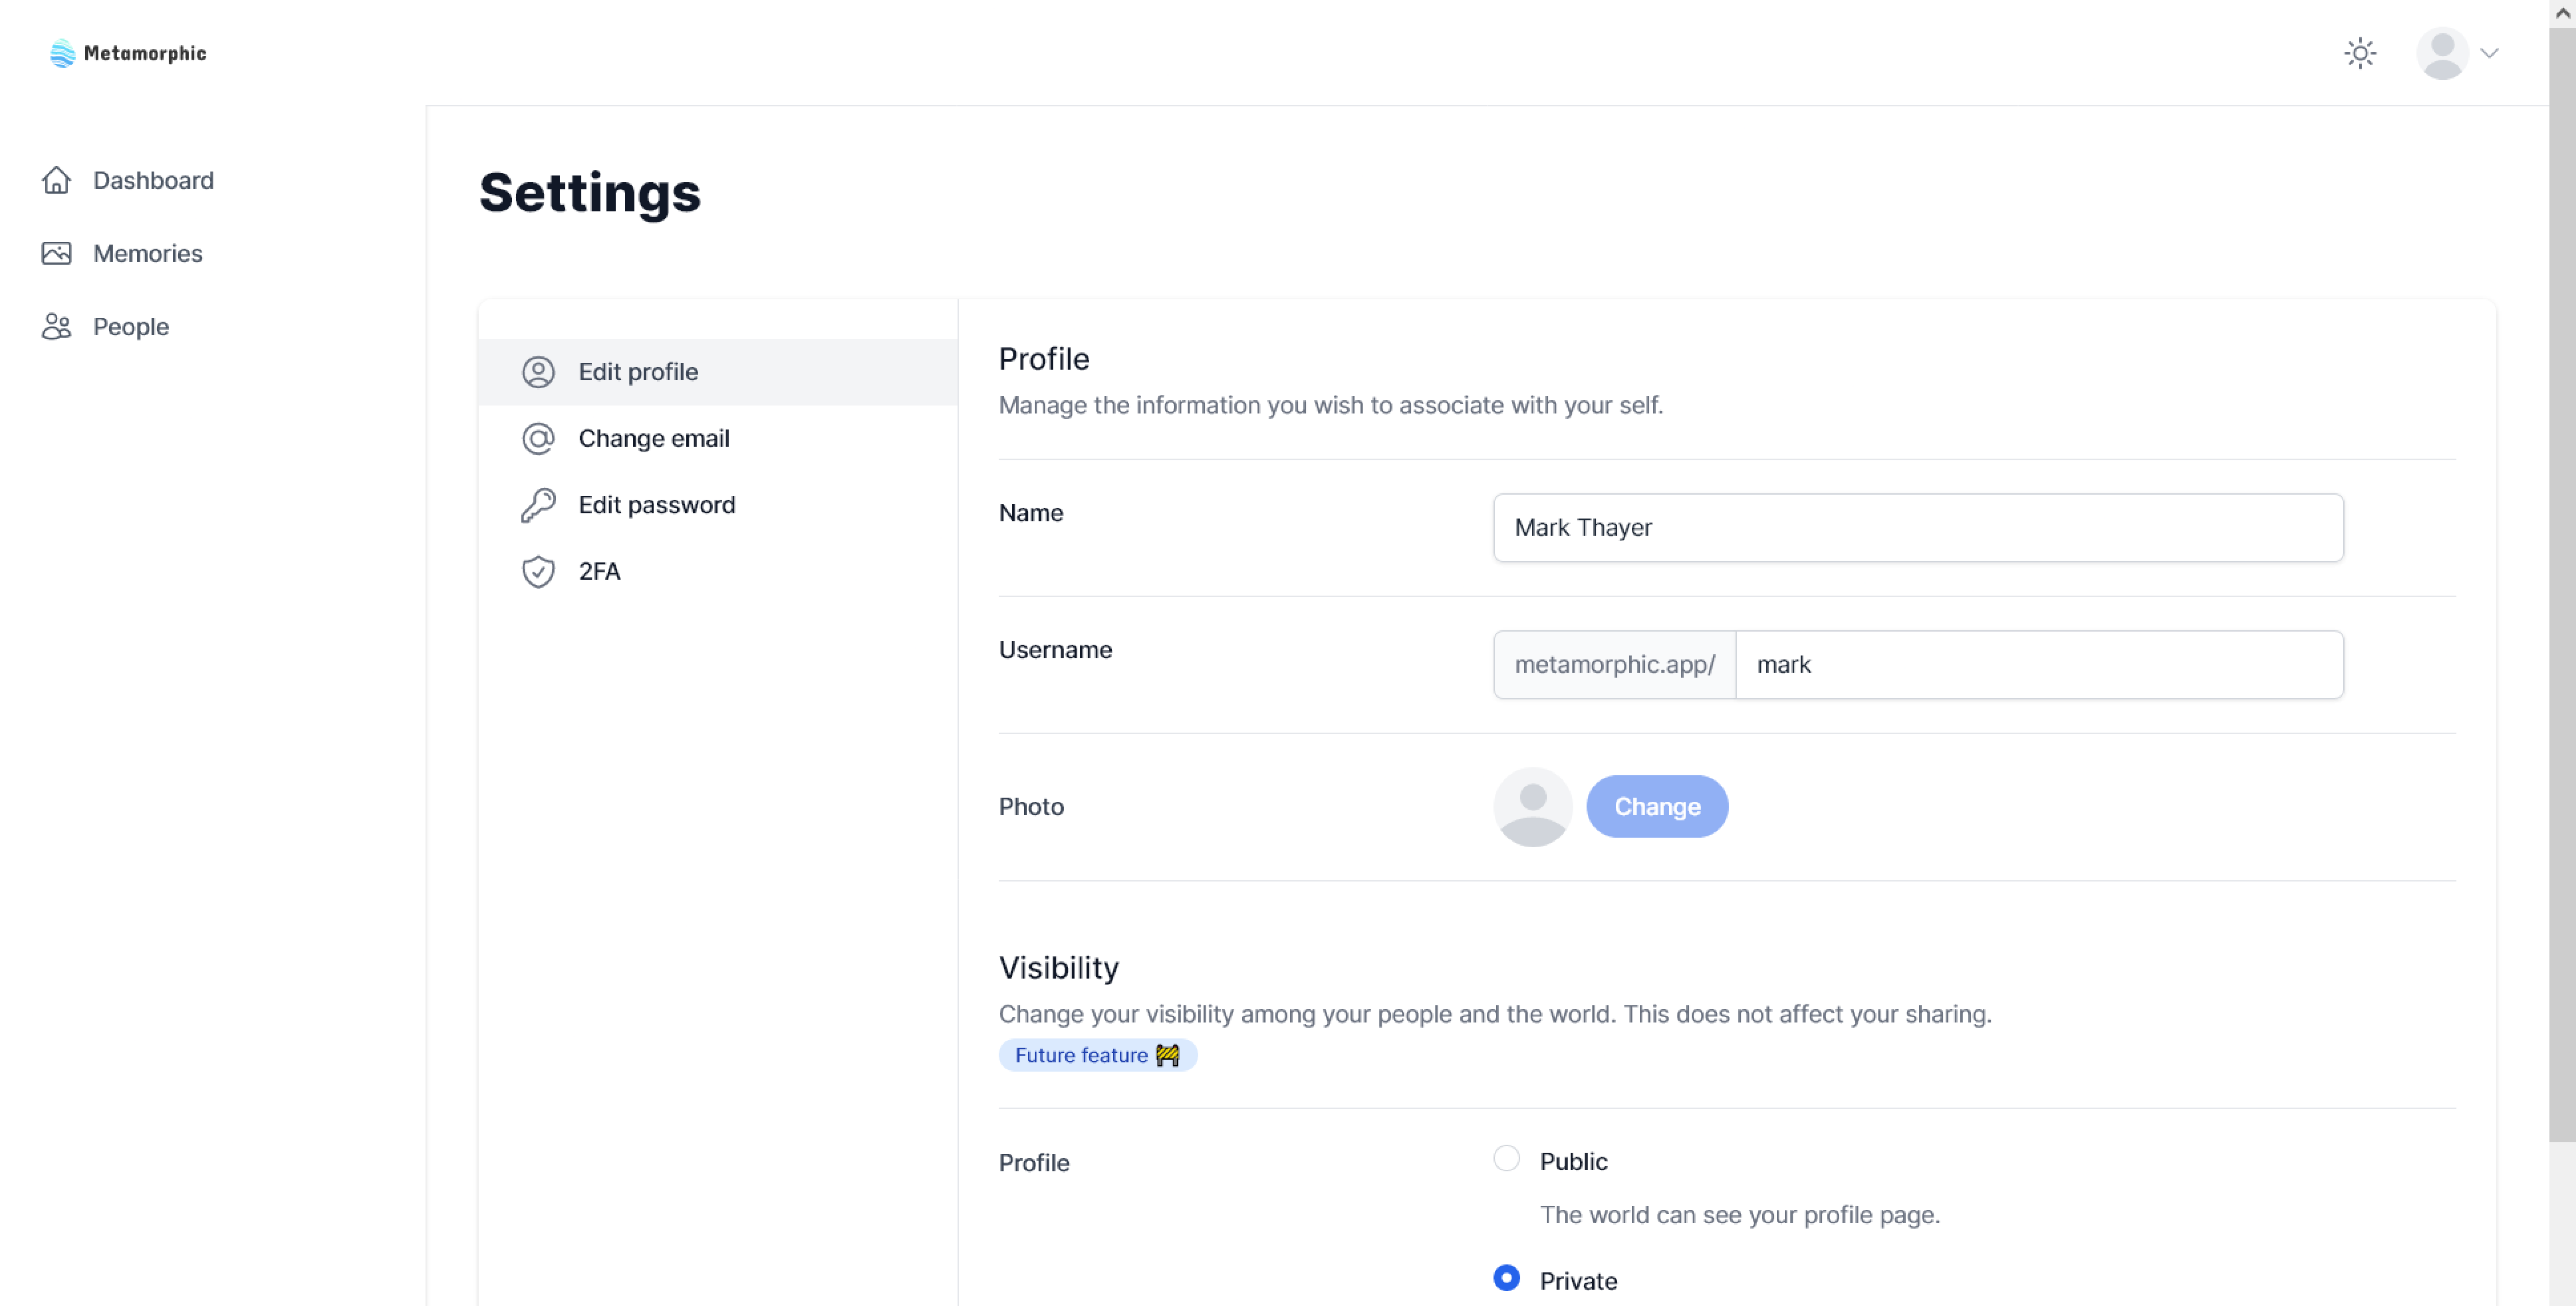 Metamorphic
Dashboard
Memories
People
Settings
Edit profile
Change email
Edit password
2FA
Profile
Manage the information you wish to associate with your self.
Name
Mark Thayer
Username
metamorphic.app/ mark
Photo
Change
Visibility
Change your visibility among your people and the world. This does not affect your sharing.
Future feature 🚧
Profile
Public
The world can see your profile page.
Private